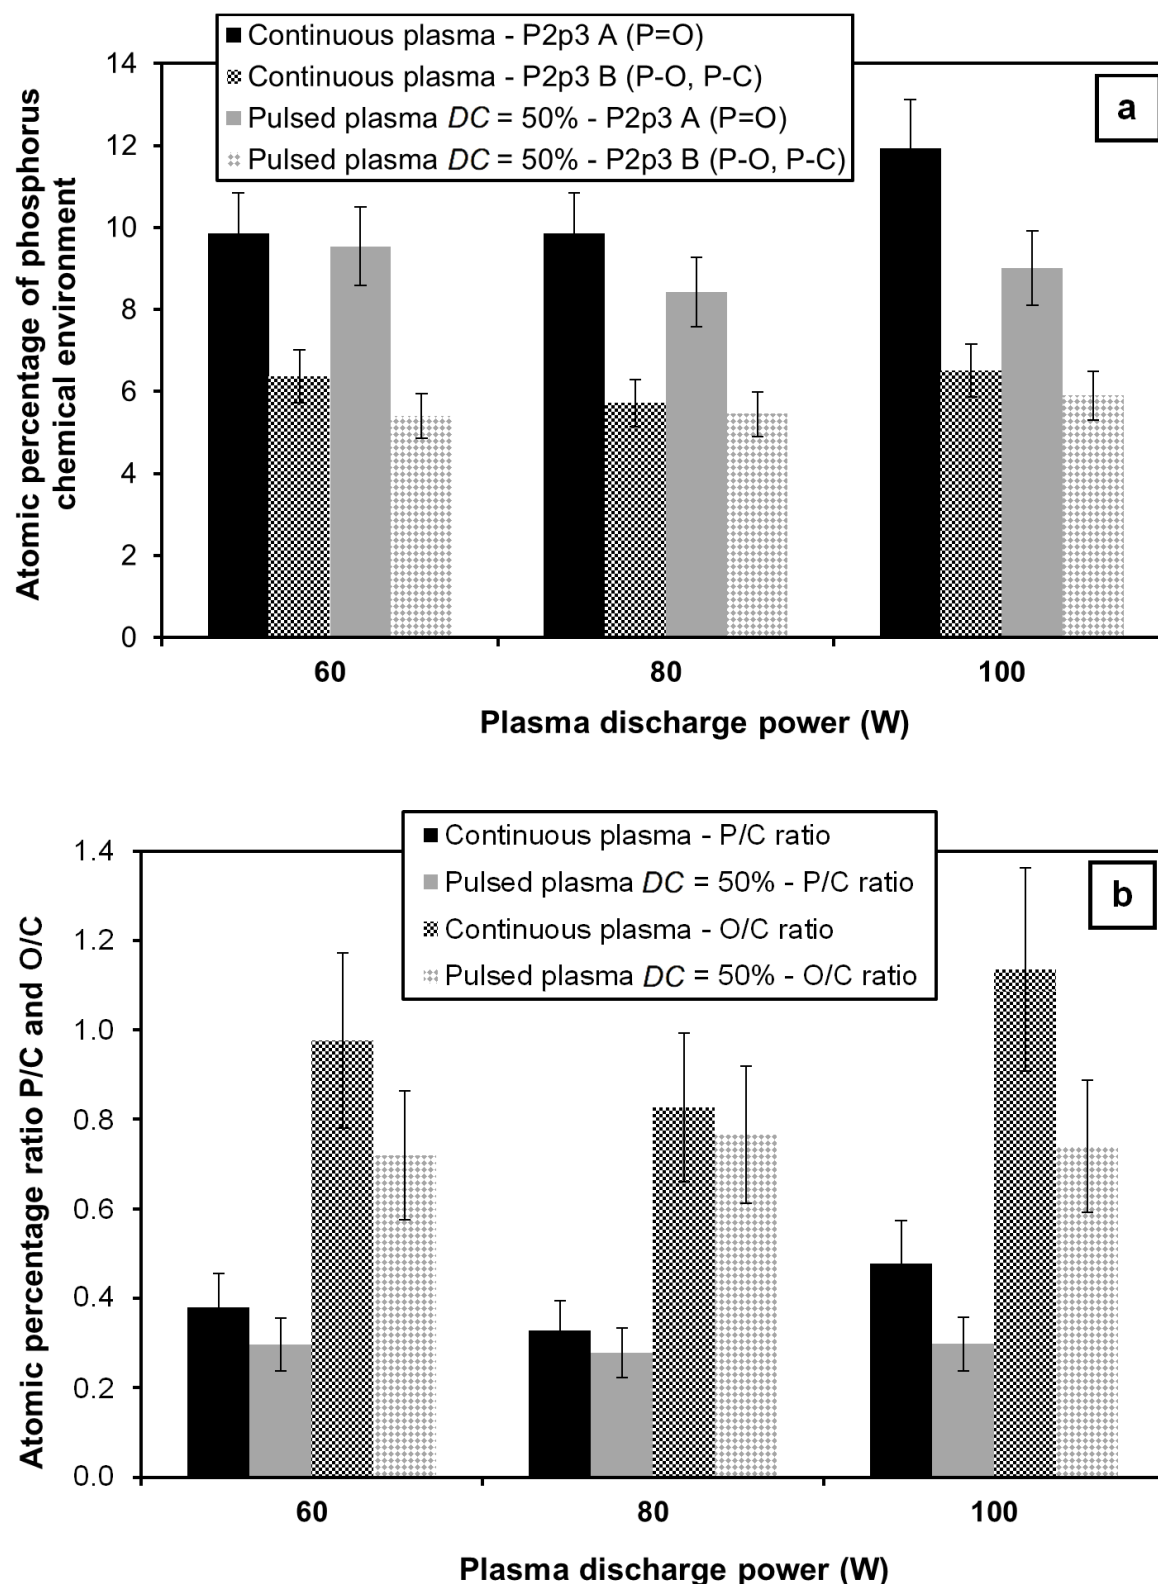 Continuous plasma - P2p3 A (P=O)
Continuous plasma - P2p3 B (P-O, P-C)
Pulsed plasma DC = 50% - P2p3 A (P=O)
Pulsed plasma DC = 50% - P2p3 B (P-O, P-C)
a
Atomic percentage of phosphorus
chemical environment
14
12
10
8
6
4
2
0
60 80 100
Plasma discharge power (W)
Continuous plasma - P/C ratio
Pulsed plasma DC = 50% - P/C ratio
Continuous plasma - O/C ratio
Pulsed plasma DC = 50% - O/C ratio
b
Atomic percentage ratio P/C and O/C
1.4
1.2
1.0
0.8
0.6
0.4
0.2
0.0
60 80 100
Plasma discharge power (W)